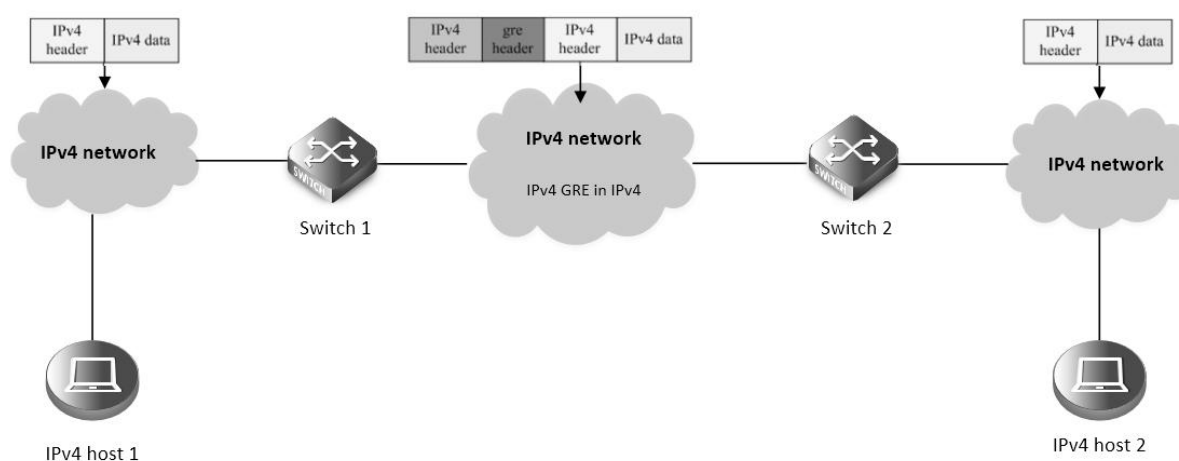 IPv4
header
IPv4 data
IPv4
header
gre
header
IPv4
header
IPv4 data
IPv4
header
IPv4 data
IPv4 network
SWITCH
Switch 1
IPv4 network
IPv4 GRE in IPv4
SWITCH
Switch 2
IPv4 network
IPv4 host 1
IPv4 host 2